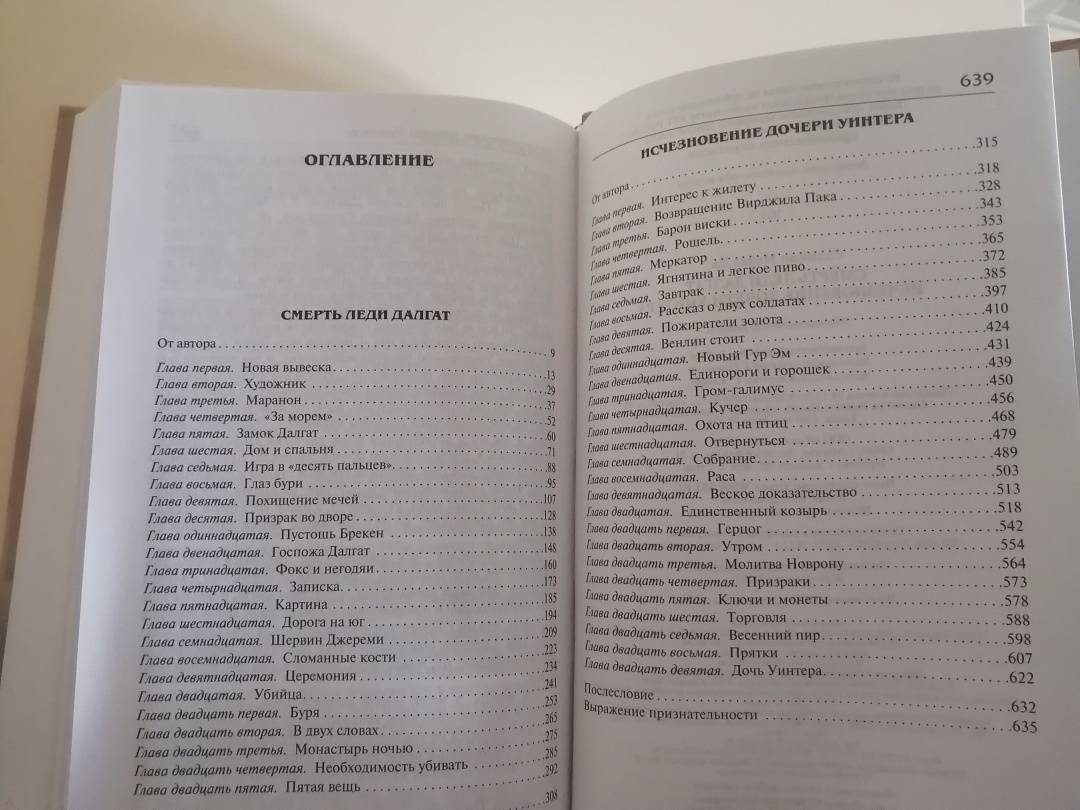 ОГЛАВЛЕНИЕ
СМЕРТЬ ЛЕДИ ДАЛГАТ
От автора . . . 9
Глава первая. Новая вывеска . . . 13
Глава вторая. Художник . . . 29
Глава третья. Маранон . . . 37
Глава четвертая. «За морем» . . . 52
Глава пятая. Замок Далгат . . . 60
Глава шестая. Дом и спальня . . . 71
Глава седьмая. Игра в «десять пальцев» . . . 88
Глава восьмая. Глаз бури . . . 95
Глава девятая. Похищение мечей . . . 107
Глава десятая. Призрак во дворе . . . 128
Глава одиннадцатая. Пустошь Брекен . . . 138
Глава двенадцатая. Госпожа Далгат . . . 148
Глава тринадцатая. Фокс и негодяи . . . 160
Глава четырнадцатая. Записка . . . 173
Глава пятнадцатая. Картина . . . 185
Глава шестнадцатая. Дорога на юг . . . 194
Глава семнадцатая. Шервин Джереми . . . 209
Глава восемнадцатая. Сломанные кости . . . 223
Глава девятнадцатая. Церемония . . . 234
Глава двадцатая. Убийца . . . 241
Глава двадцать первая. Буря . . . 253
Глава двадцать вторая. В двух словах . . . 265
Глава двадцать третья. Монастырь ночью . . . 275
Глава двадцать четвертая. Необходимость убивать . . . 285
Глава двадцать пятая. Пятая вещь . . . 292
308
639
ИСЧЕЗНОВЕНИЕ ДОЧЕРИ УИНТЕРА
От автора . . . 315
Глава первая. Интерес к жилету . . . 318
Глава вторая. Возвращение Вирджила Пака . . . 328
Глава третья. Барон виски . . . 343
Глава четвертая. Рошель . . . 353
Глава пятая. Меркатор . . . 365
Глава шестая. Ягнятина и легкое пиво . . . 372
Глава седьмая. Завтрак . . . 385
Глава восьмая. Рассказ о двух солдатах . . . 397
Глава девятая. Пожиратели золота . . . 410
Глава десятая. Венлин стоит . . . 424
Глава одиннадцатая. Новый Гур Эм . . . 431
Глава двенадцатая. Единороги и горошек . . . 439
Глава тринадцатая. Гром-галимус . . . 450
Глава четырнадцатая. Кучер . . . 456
Глава пятнадцатая. Охота на птиц . . . 468
Глава шестнадцатая. Отвернуться . . . 479
Глава семнадцатая. Собрание . . . 489
Глава восемнадцатая. Раса . . . 503
Глава девятнадцатая. Веское доказательство . . . 513
Глава двадцатая. Единственный козырь . . . 518
Глава двадцать первая. Герцог . . . 542
Глава двадцать вторая. Утром . . . 554
Глава двадцать третья. Молитва Новрону . . . 564
Глава двадцать четвертая. Призраки . . . 573
Глава двадцать пятая. Ключи и монеты . . . 578
Глава двадцать шестая. Торговля . . . 588
Глава двадцать седьмая. Весенний пир . . . 598
Глава двадцать восьмая. Прятки . . . 607
Глава двадцать девятая. Дочь Уинтера . . . 622
Послесловие . . . 632
Выражение признательности . . . 635